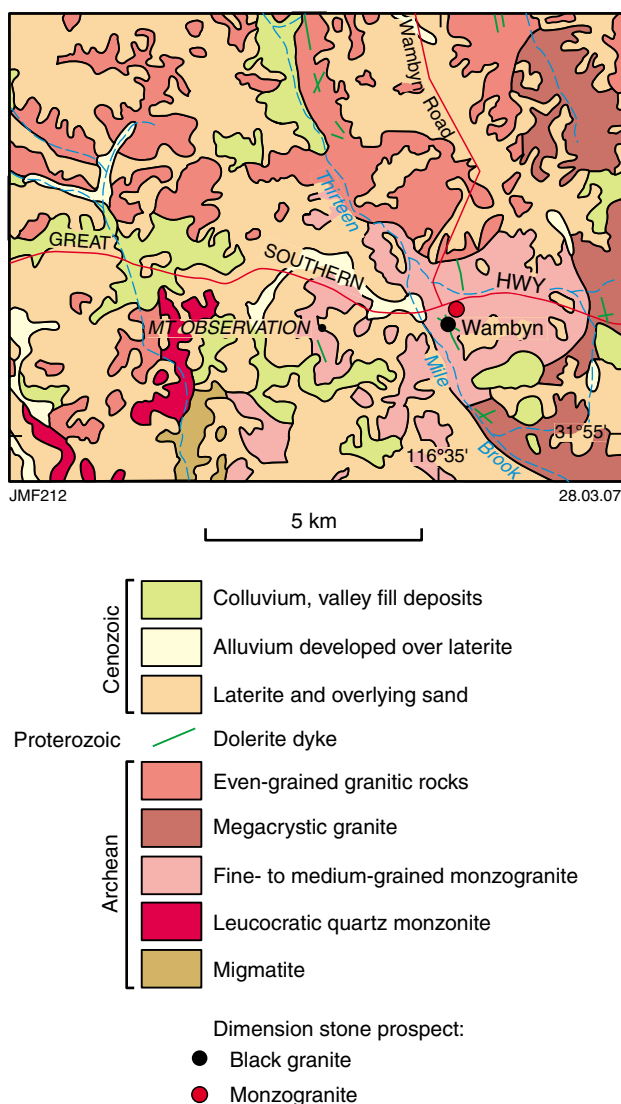 Wambyn Road
Thirteen
GREAT
SOUTHERN
HWY
MT OBSERVATION
Wambyn
Mile
31°55'
116°35'
Brook
JMF212
28.03.07
5 km
Cenozoic
Colluvium, valley fill deposits
Alluvium developed over laterite
Laterite and overlying sand
Proterozoic
Dolerite dyke
Archean
Even-grained granitic rocks
Megacrystic granite
Fine- to medium-grained monzogranite
Leucocratic quartz monzonite
Migmatite
Dimension stone prospect:
Black granite
Monzogranite